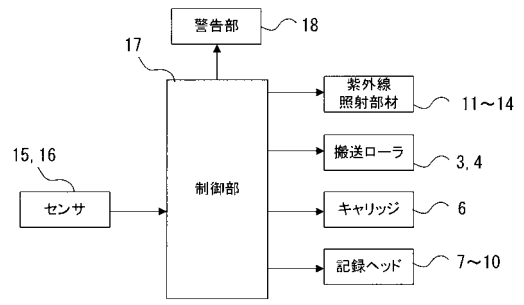 警告部
18
17
紫外線
照射部材
11～14
15, 16
搬送ローラ
3, 4
センサ
制御部
キャリッジ
6
記録ヘッド
7～10